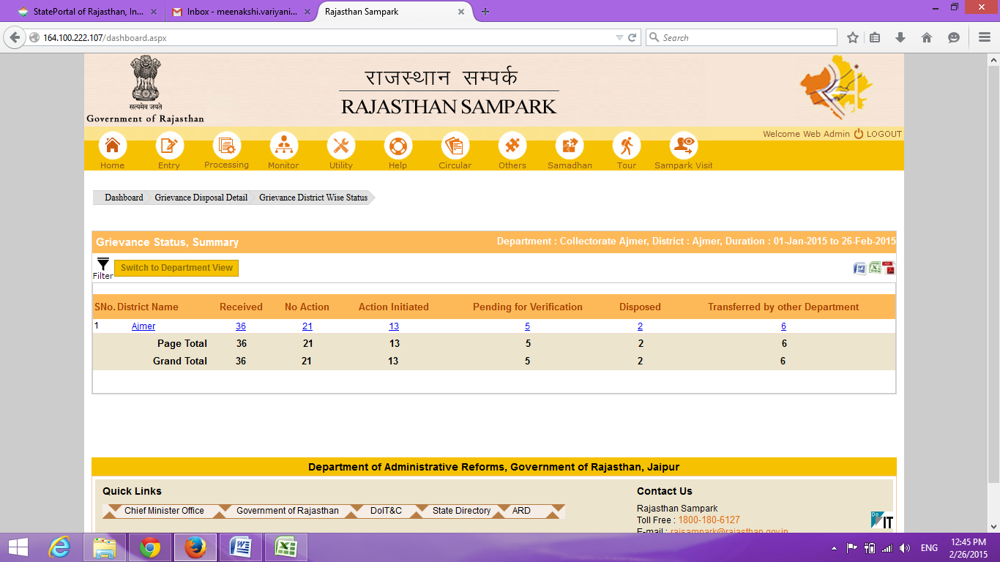 StatePortal of Rajasthan, In...
Inbox - meenakshi.variyani...
Rajasthan Sampark
164.100.222.107/dashboard.aspx
Search
सत्यमेव जयते
Government of Rajasthan
राजस्थान सम्पर्क
RAJASTHAN SAMPARK
Welcome Web Admin LOGOUT
Home Entry Processing Monitor Utility Help Circular Others Samadhan Tour Sampark Visit
Dashboard Grievance Disposal Detail Grievance District Wise Status
Grievance Status, Summary
Department : Collectorate Ajmer, District : Ajmer, Duration : 01-Jan-2015 to 26-Feb-2015
Filter
Switch to Department View
SNo. District Name Received No Action Action Initiated Pending for Verification Disposed Transferred by other Department
1 Ajmer 36 21 13 5 2 6
Page Total 36 21 13 5 2 6
Grand Total 36 21 13 5 2 6
Department of Administrative Reforms, Government of Rajasthan, Jaipur
Quick Links
Chief Minister Office Government of Rajasthan DoIT&C State Directory ARD
Contact Us
Rajasthan Sampark
Toll Free : 1800-180-6127
E-mail : rajsampark@rajasthan.gov.in
Do IT
ENG
12:45 PM
2/26/2015